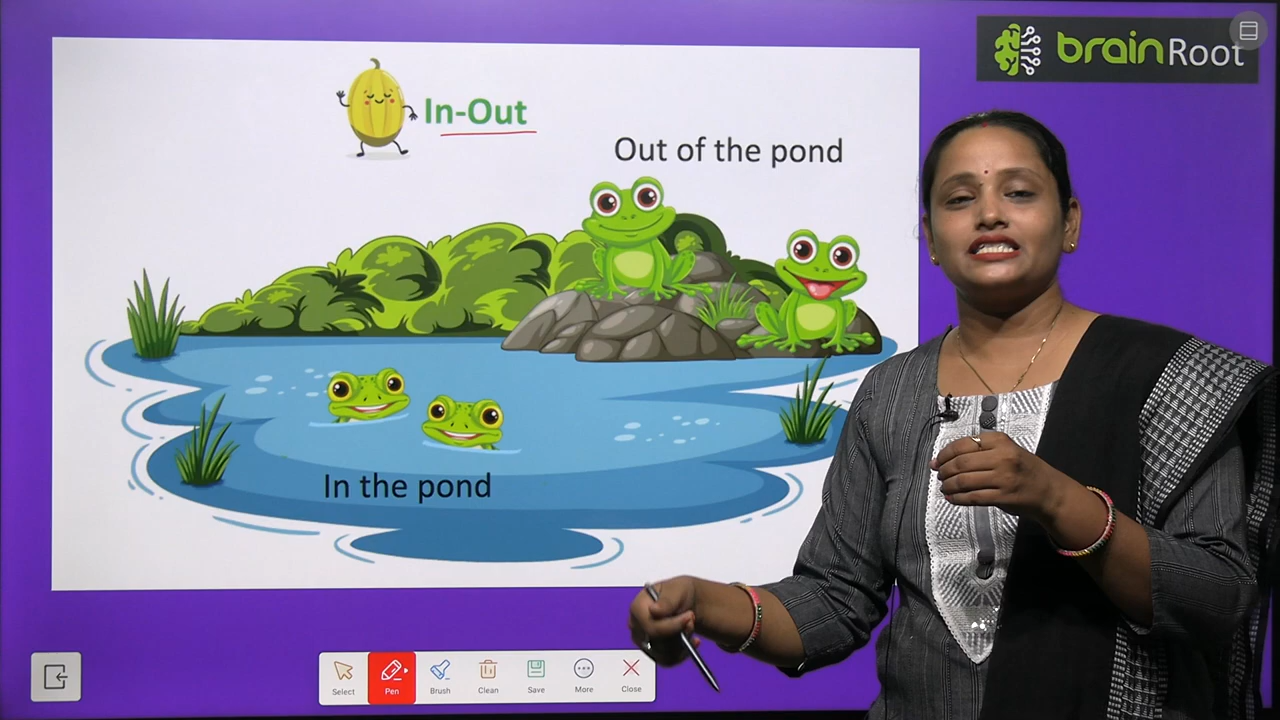 brainRoot
In-Out
Out of the pond
In the pond
Select
Pen
Brush
Clean
Save
More
Close